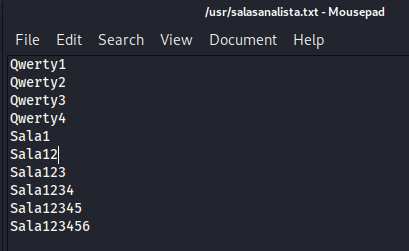 /usr/salasanalista.txt - Mousepad
File Edit Search View Document Help
Qwerty1
Qwerty2
Qwerty3
Qwerty4
Sala1
Sala12
Sala123
Sala1234
Sala12345
Sala123456